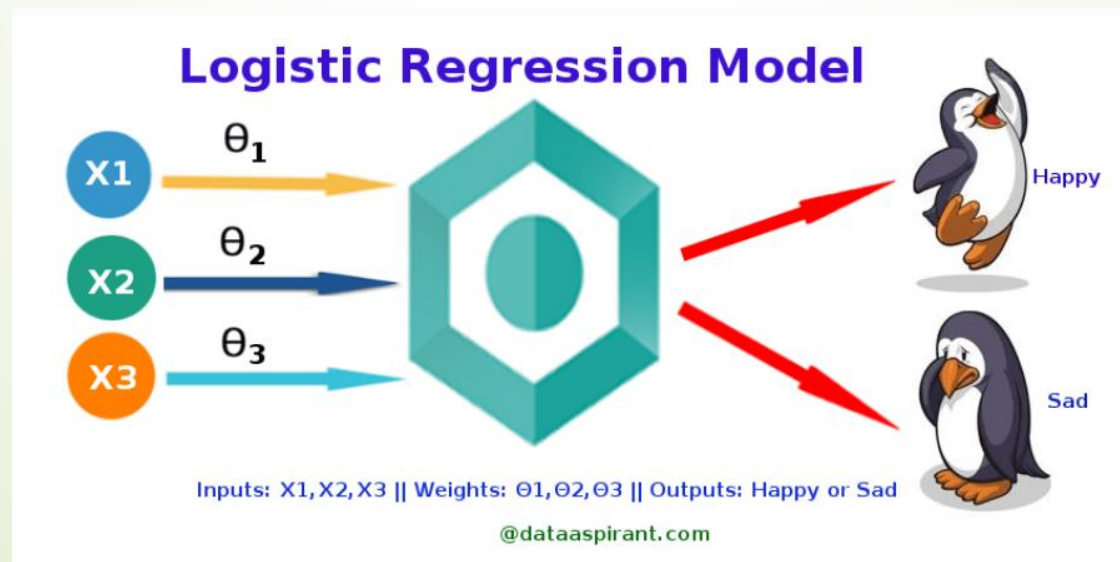 Logistic Regression Model
X1
θ1
Happy
X2
θ2
X3
θ3
Sad
Inputs: X1,X2,X3 || Weights: Θ1,Θ2,Θ3 || Outputs: Happy or Sad
@dataaspirant.com